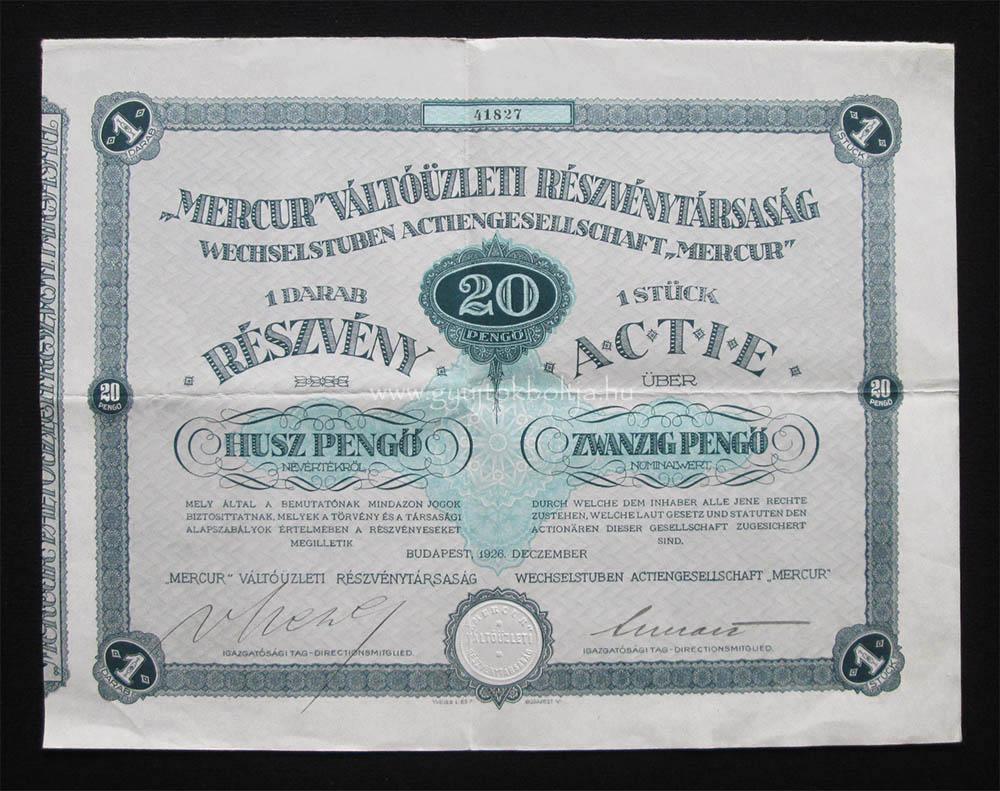 41827
1 DARAB
1 STÜCK
„MERCUR” VÁLTÓÜZLETI RÉSZVÉNYTÁRSASÁG
WECHSELSTUBEN ACTIENGESELLSCHAFT „MERCUR”
1 DARAB
RÉSZVÉNY
20
PENGŐ
1 STÜCK
A·C·T·I·E
ÜBER
www.gyujtokboltja.hu
20 PENGŐ
20 PENGŐ
HUSZ PENGŐ
NEVÉRTÉKRŐL
ZWANZIG PENGŐ
NOMINALWERT
MELY ÁLTAL A BEMUTATÓNAK MINDAZON JOGOK
BIZTOSITTATNAK, MELYEK A TÖRVÉNY ÉS A TÁRSASÁGI
ALAPSZABÁLYOK ÉRTELMÉBEN A RÉSZVÉNYESEKET
MEGILLETIK
DURCH WELCHE DEM INHABER ALLE JENE RECHTE
ZUSTEHEN, WELCHE LAUT GESETZ UND STATUTEN DEN
ACTIONÄREN DIESER GESELLSCHAFT ZUGESICHERT
SIND.
BUDAPEST, 1926. DECZEMBER
„MERCUR” VÁLTÓÜZLETI RÉSZVÉNYTÁRSASÁG
WECHSELSTUBEN ACTIENGESELLSCHAFT „MERCUR”
IGAZGATÓSÁGI TAG - DIRECTIONSMITGLIED.
MERCUR
VÁLTÓÜZLETI
RÉSZVÉNYTÁRSASÁG
IGAZGATÓSÁGI TAG - DIRECTIONSMITGLIED.
1 DARAB
1 STÜCK